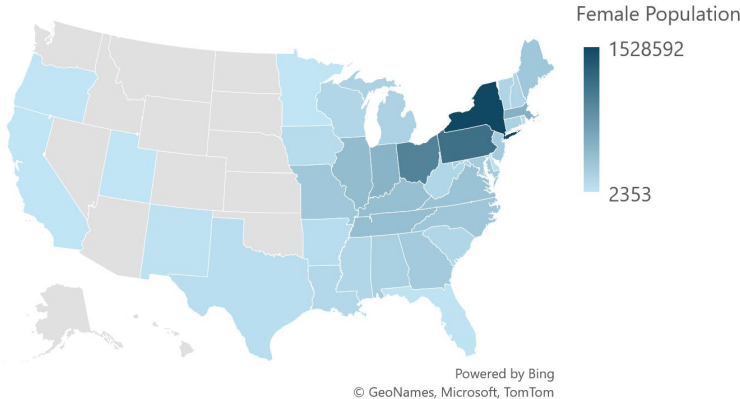 Female Population
1528592
2353
Powered by Bing
© GeoNames, Microsoft, TomTom